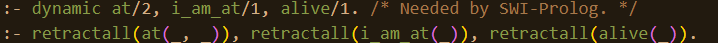 :- dynamic at/2, i_am_at/1, alive/1. /* Needed by SWI-Prolog. */
:- retractall(at(_, _)), retractall(i_am_at(_)), retractall(alive(_)).